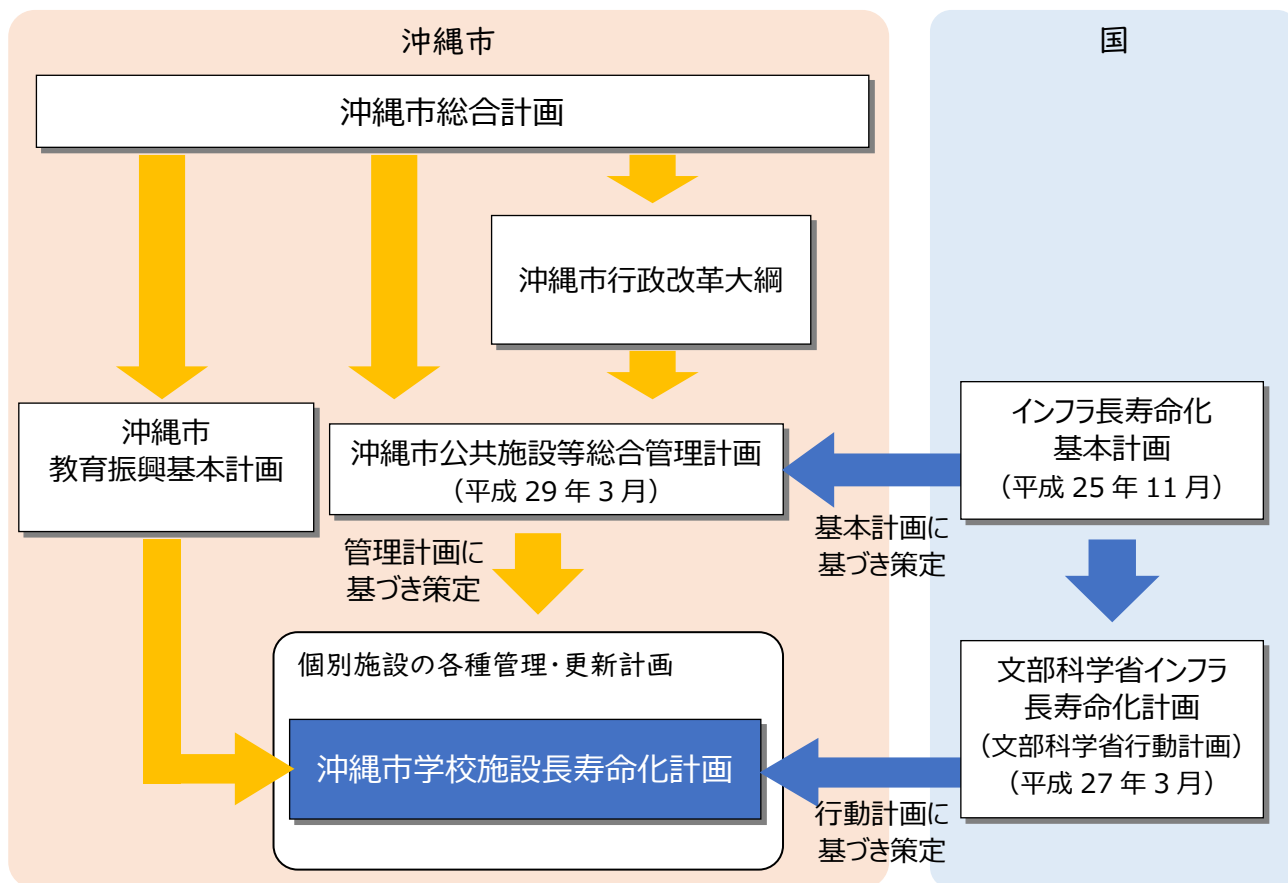 沖縄市
国
沖縄市総合計画
沖縄市行政改革大綱
沖縄市
教育振興基本計画
沖縄市公共施設等総合管理計画
（平成 29 年 3 月）
インフラ長寿命化
基本計画
（平成 25 年 11 月）
管理計画に
基づき策定
基本計画に
基づき策定
個別施設の各種管理・更新計画
沖縄市学校施設長寿命化計画
文部科学省インフラ
長寿命化計画
（文部科学省行動計画）
（平成 27 年 3 月）
行動計画に
基づき策定